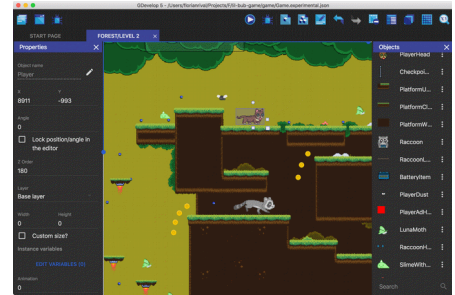 GDevelop 5 - /Users/florianrival/Projects/F/lil-bub-game/game/Game.experimental.json
START PAGE
FOREST/LEVEL 2
Properties
Object name
Player
X
Y
8911
-993
Angle
0
Lock position/angle in
the editor
Z Order
180
Layer
Base layer
Width
Height
0
0
Custom size?
Instance variables
EDIT VARIABLES (0)
Animation
0
Objects
PlayerHead
Checkpoi...
PlatformU...
PlatformCl...
PlatformW...
Raccoon
RaccoonL...
BatteryItem
PlayerDust
PlayerAdH...
LunaMoth
RaccoonH...
SlimeWith...
Search